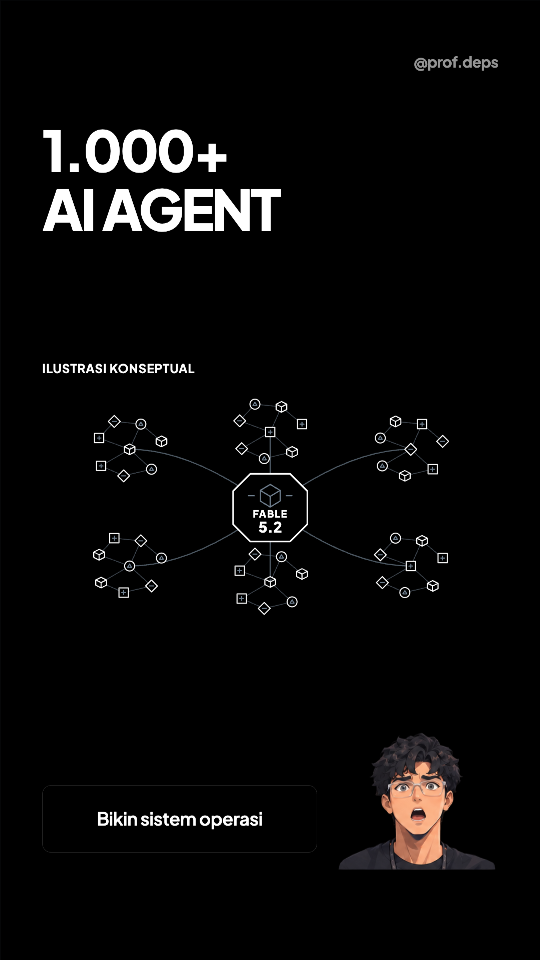 @prof.deps
1.000+
AI AGENT
ILUSTRASI KONSEPTUAL
FABLE
5.2
Bikin sistem operasi